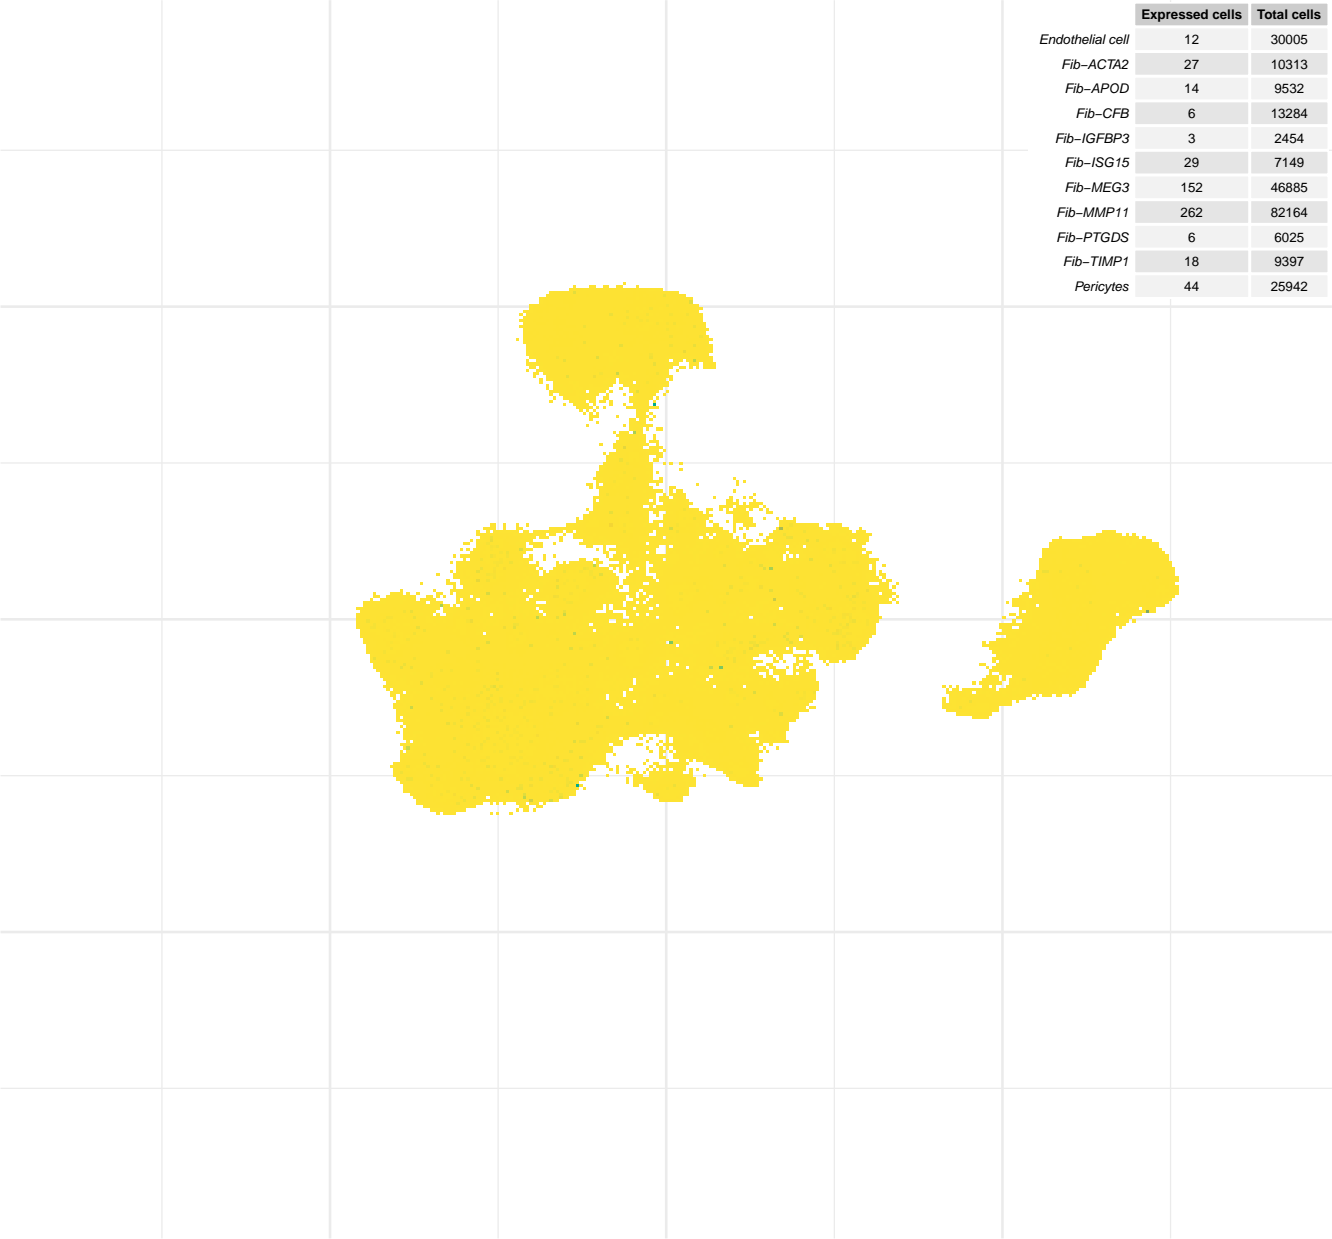 Expressed cells Total cells
Endothelial cell 12 30005
Fib−ACTA2 27 10313
Fib−APOD 14 9532
Fib−CFB 6 13284
Fib−IGFBP3 3 2454
Fib−ISG15 29 7149
Fib−MEG3 152 46885
Fib−MMP11 262 82164
Fib−PTGDS 6 6025
Fib−TIMP1 18 9397
Pericytes 44 25942